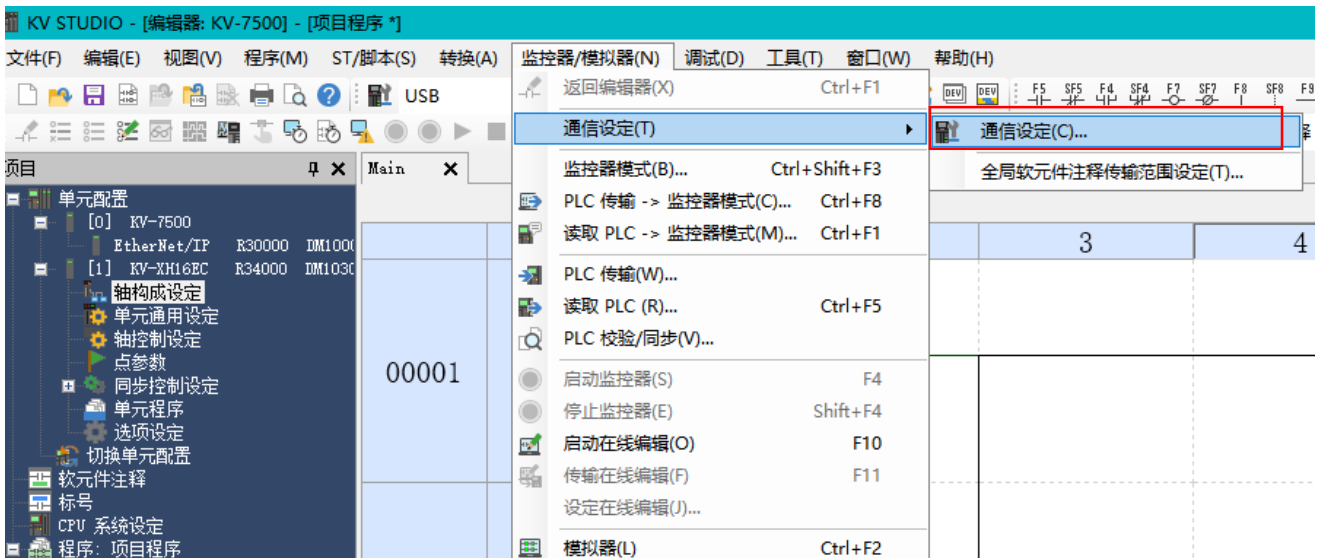 KV STUDIO - [编辑器: KV-7500] - [项目程序 *]
文件(F) 编辑(E) 视图(V) 程序(M) ST/脚本(S) 转换(A) 监控器/模拟器(N) 调试(D) 工具(T) 窗口(W) 帮助(H)
USB
DEV DEV F5 SF5 F4 SF4 F7 SF7 F8 SF8 F9
返回编辑器(X) Ctrl+F1
通信设定(T)
通信设定(C)...
全局软元件注释传输范围设定(T)...
监控器模式(B)... Ctrl+Shift+F3
PLC 传输 -> 监控器模式(C)... Ctrl+F8
读取 PLC -> 监控器模式(M)... Ctrl+F1
PLC 传输(W)...
读取 PLC (R)... Ctrl+F5
PLC 校验/同步(V)...
启动监控器(S) F4
停止监控器(E) Shift+F4
启动在线编辑(O) F10
传输在线编辑(F) F11
设定在线编辑(J)...
模拟器(L) Ctrl+F2
项目
Main
单元配置
[0] KV-7500
EtherNet/IP R30000 DM1000
[1] KV-XH16EC R34000 DM1030
轴构成设定
单元通用设定
轴控制设定
点参数
同步控制设定
单元程序
选项设定
切换单元配置
软元件注释
标号
CPU 系统设定
程序: 项目程序
3 4
00001